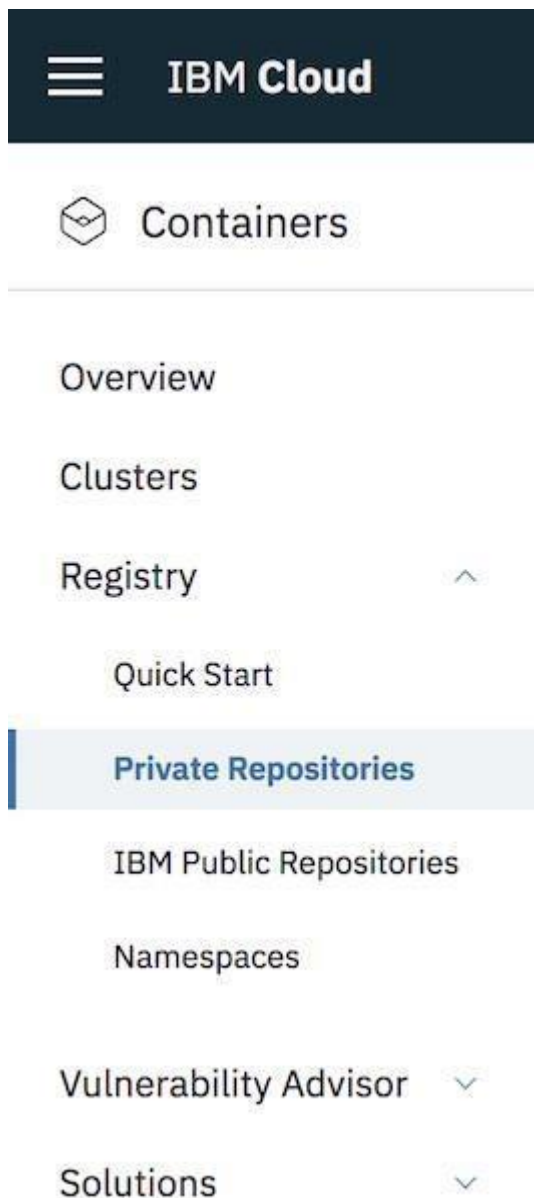 IBM Cloud
Containers
Overview
Clusters
Registry
Quick Start
Private Repositories
IBM Public Repositories
Namespaces
Vulnerability Advisor
Solutions